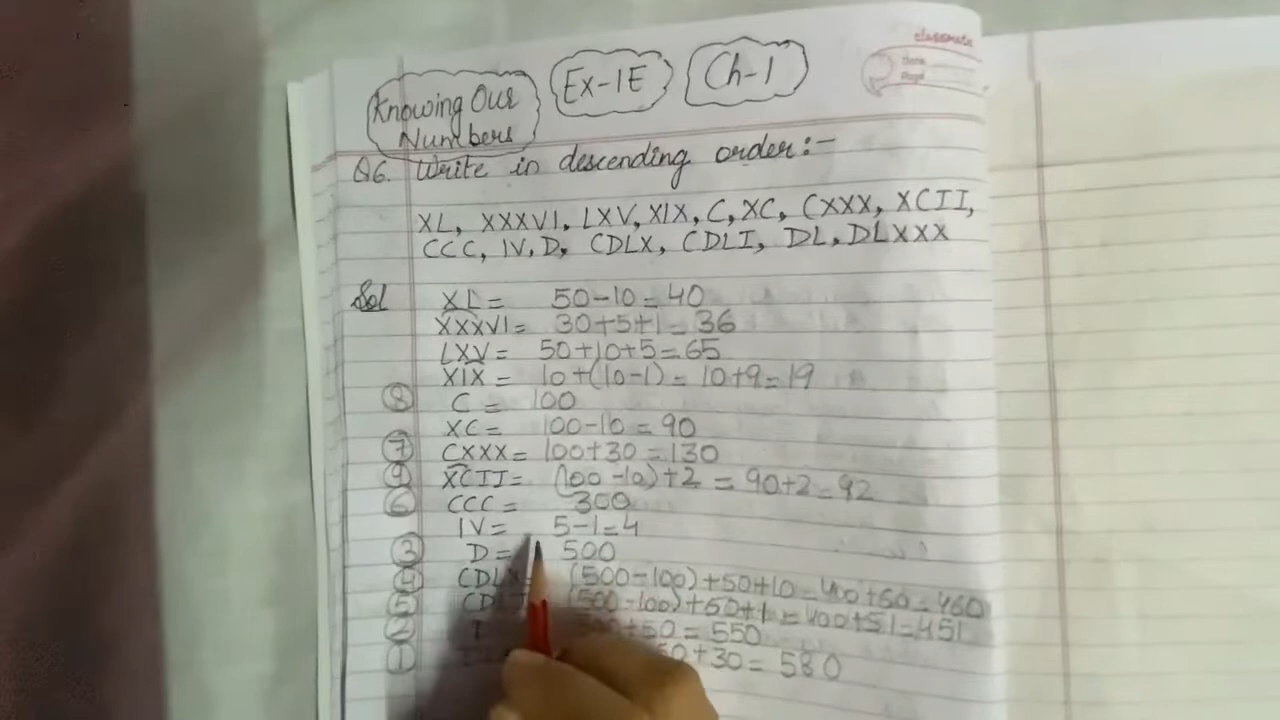 classmate
Date
Page
Knowing Our Numbers
Ex-1E
Ch-1
Q6. Write in descending order:-
XL, XXXVI, LXV, XIX, C, XC, CXXX, XCII,
CCC, IV, D, CDLX, CDLI, DL, DLXXX
Sol XL = 50-10=40
XXXVI= 30+5+1=36
LXV= 50+10+5=65
XIX = 10+(10-1)=10+9=19
⑧ C = 100
XC= 100-10=90
⑦ CXXX=100+30=130
⑨ XCII= (100-10)+2=90+2=92
⑥ CCC= 300
IV= 5-1=4
③ D= 500
④ CDLX= (500-100)+50+10=400+60=460
⑤ (500-100)+50+1=400+51=451
② +50=550
① +30=580